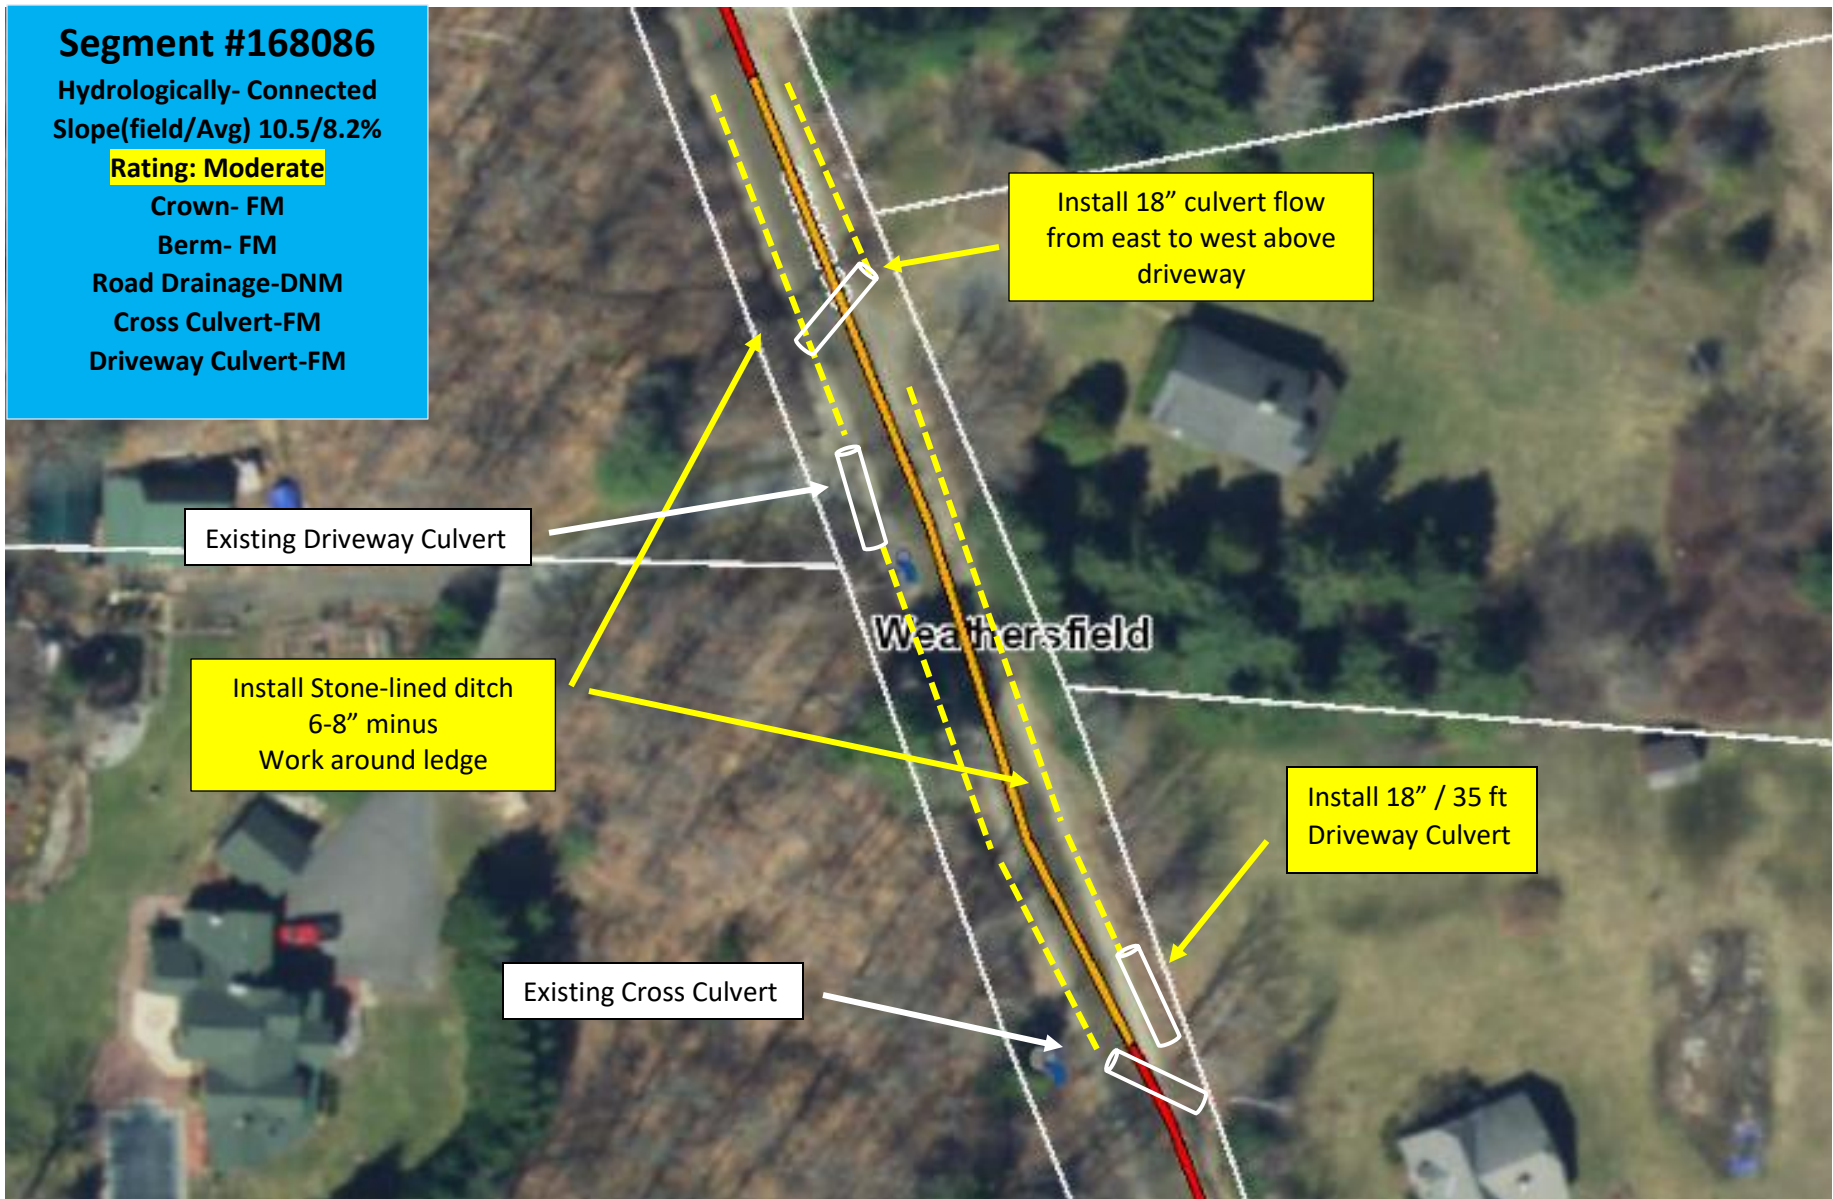 Segment #168086
Hydrologically- Connected
Slope(field/Avg) 10.5/8.2%
Rating: Moderate
Crown- FM
Berm- FM
Road Drainage-DNM
Cross Culvert-FM
Driveway Culvert-FM
Install 18” culvert flow
from east to west above
driveway
Existing Driveway Culvert
Weathersfield
Install Stone-lined ditch
6-8” minus
Work around ledge
Install 18” / 35 ft
Driveway Culvert
Existing Cross Culvert